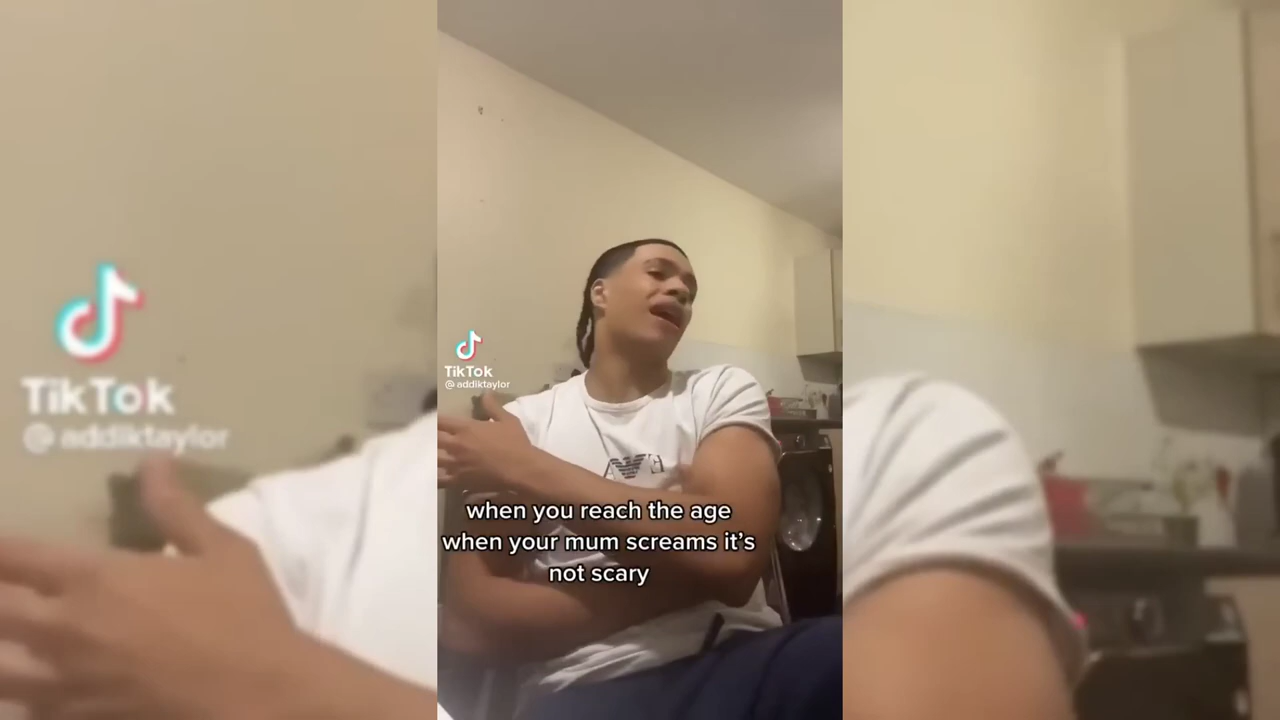 TikTok
@ addiktaylor
TikTok
@ addiktaylor
when you reach the age
when your mum screams it's
not scary